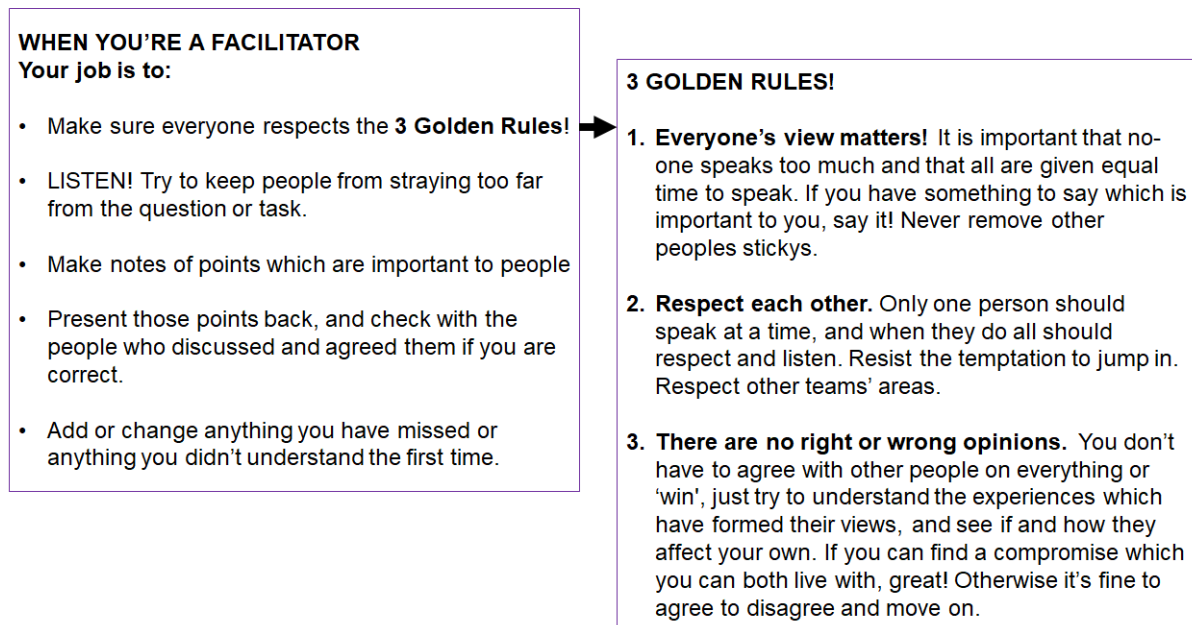 WHEN YOU’RE A FACILITATOR
Your job is to:
• Make sure everyone respects the 3 Golden Rules!
• LISTEN! Try to keep people from straying too far
from the question or task.
• Make notes of points which are important to people
• Present those points back, and check with the
people who discussed and agreed them if you are
correct.
• Add or change anything you have missed or
anything you didn’t understand the first time.
3 GOLDEN RULES!
1. Everyone’s view matters! It is important that no-
one speaks too much and that all are given equal
time to speak. If you have something to say which is
important to you, say it! Never remove other
peoples stickys.
2. Respect each other. Only one person should
speak at a time, and when they do all should
respect and listen. Resist the temptation to jump in.
Respect other teams’ areas.
3. There are no right or wrong opinions. You don’t
have to agree with other people on everything or
‘win', just try to understand the experiences which
have formed their views, and see if and how they
affect your own. If you can find a compromise which
you can both live with, great! Otherwise it’s fine to
agree to disagree and move on.